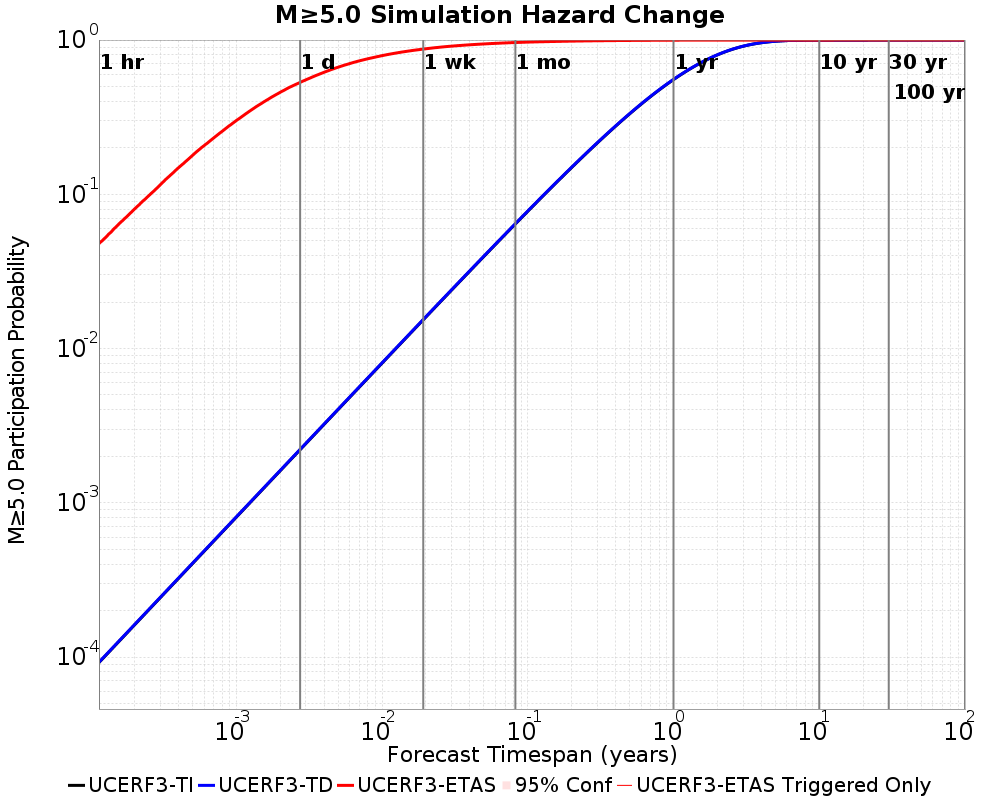 M≥5.0 Simulation Hazard Change
M≥5.0 Participation Probability
10^0
10^-1
10^-2
10^-3
10^-4
1 hr
1 d
1 wk
1 mo
1 yr
10 yr
30 yr
100 yr
10^-3
10^-2
10^-1
10^0
10^1
10^2
Forecast Timespan (years)
UCERF3-TI UCERF3-TD UCERF3-ETAS 95% Conf UCERF3-ETAS Triggered Only